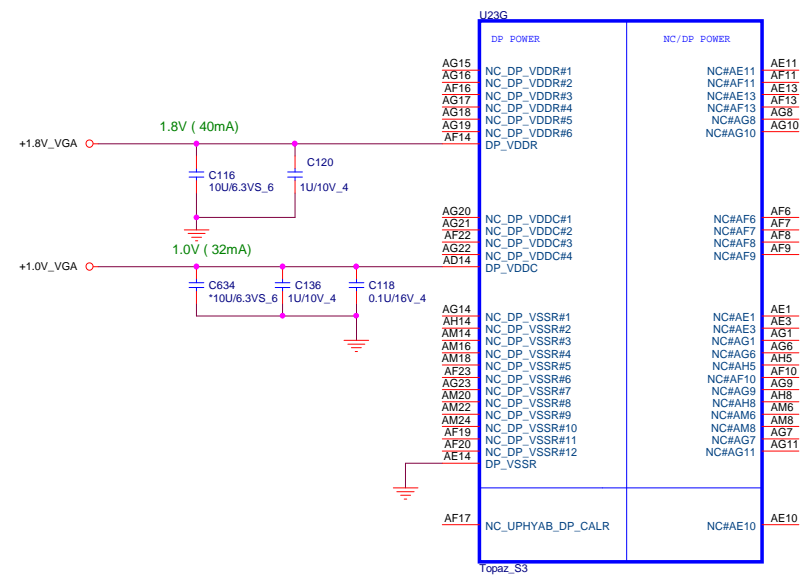 U23G
DP POWER
NC/DP POWER
AG15 NC_DP_VDDR#1 NC#AE11 AE11
AG16 NC_DP_VDDR#2 NC#AF11 AF11
AF16 NC_DP_VDDR#3 NC#AE13 AE13
AG17 NC_DP_VDDR#4 NC#AF13 AF13
AG18 NC_DP_VDDR#5 NC#AG8 AG8
AG19 NC_DP_VDDR#6 NC#AG10 AG10
AF14 DP_VDDR
1.8V ( 40mA)
+1.8V_VGA
C116
10U/6.3VS_6
C120
1U/10V_4
AG20 NC_DP_VDDC#1 NC#AF6 AF6
AG21 NC_DP_VDDC#2 NC#AF7 AF7
AF22 NC_DP_VDDC#3 NC#AF8 AF8
AG22 NC_DP_VDDC#4 NC#AF9 AF9
AD14 DP_VDDC
1.0V ( 32mA)
+1.0V_VGA
C634
*10U/6.3VS_6
C136
1U/10V_4
C118
0.1U/16V_4
AG14 NC_DP_VSSR#1 NC#AE1 AE1
AH14 NC_DP_VSSR#2 NC#AE3 AE3
AM14 NC_DP_VSSR#3 NC#AG1 AG1
AM16 NC_DP_VSSR#4 NC#AG6 AG6
AM18 NC_DP_VSSR#5 NC#AH5 AH5
AF23 NC_DP_VSSR#6 NC#AF10 AF10
AG23 NC_DP_VSSR#7 NC#AG9 AG9
AM20 NC_DP_VSSR#8 NC#AH8 AH8
AM22 NC_DP_VSSR#9 NC#AM6 AM6
AM24 NC_DP_VSSR#10 NC#AM8 AM8
AF19 NC_DP_VSSR#11 NC#AG7 AG7
AF20 NC_DP_VSSR#12 NC#AG11 AG11
AE14 DP_VSSR
AF17 NC_UPHYAB_DP_CALR NC#AE10 AE10
Topaz_S3